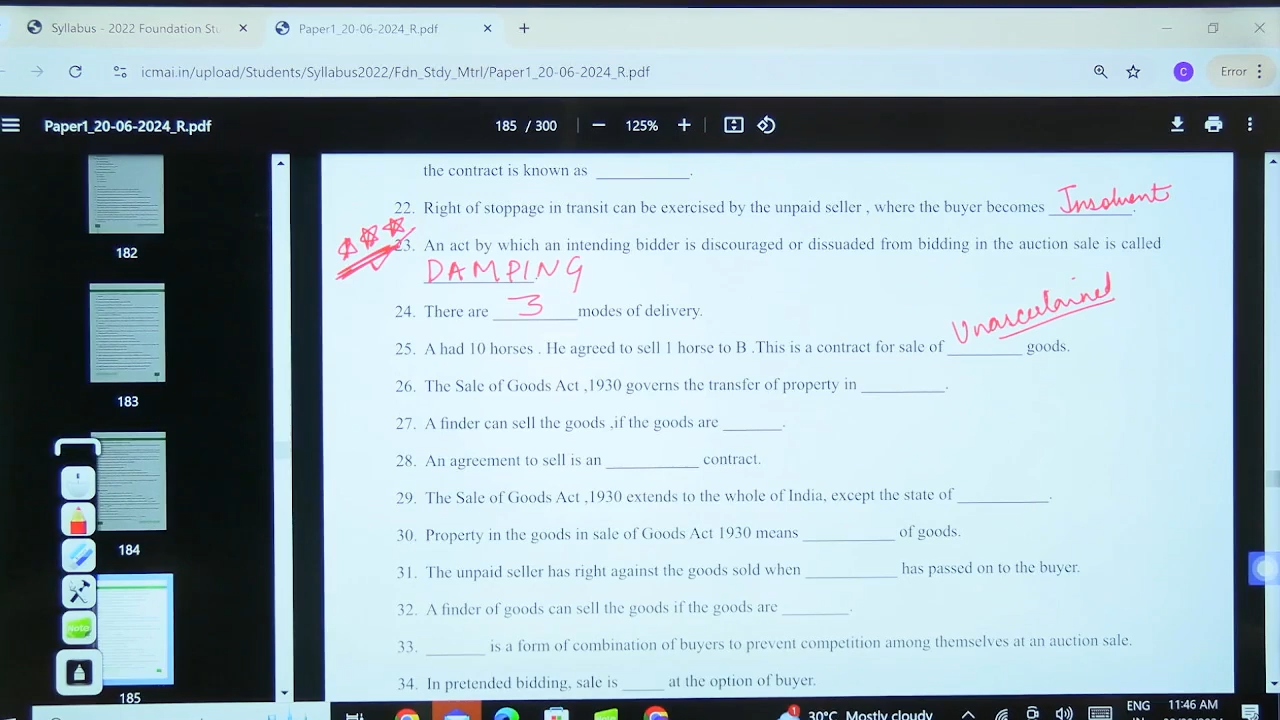 Syllabus - 2022 Foundation Stu
Paper1_20-06-2024_R.pdf
icmai.in/upload/Students/Syllabus2022/Fdn_Stdy_Mtrl/Paper1_20-06-2024_R.pdf
C
Error
Paper1_20-06-2024_R.pdf
185 / 300
125%
182
183
184
185
Note
the contract is known as __________.
22. Right of stoppage in transit can be exercised by the unpaid seller , where the buyer becomes Insolvent.
23. An act by which an intending bidder is discouraged or dissuaded from bidding in the auction sale is called
DAMPING
24. There are 3 modes of delivery.
25. A had 10 horses. He agreed to sell 1 horse to B .This is a contract for sale of _________ goods.
26. The Sale of Goods Act ,1930 governs the transfer of property in _________.
27. A finder can sell the goods ,if the goods are _______.
28. An agreement to sell is an __________ contract.
29. The Sale of Goods Act ,1930 extends to the whole of India, except the state of __________.
30. Property in the goods in sale of Goods Act 1930 means __________ of goods.
31. The unpaid seller has right against the goods sold when __________ has passed on to the buyer.
32. A finder of goods can sell the goods if the goods are _______.
33. _______ is a form of combination of buyers to prevent competition among themselves at an auction sale.
34. In pretended bidding, sale is _____ at the option of buyer.
30°C Mostly cloudy
ENG
11:46 AM